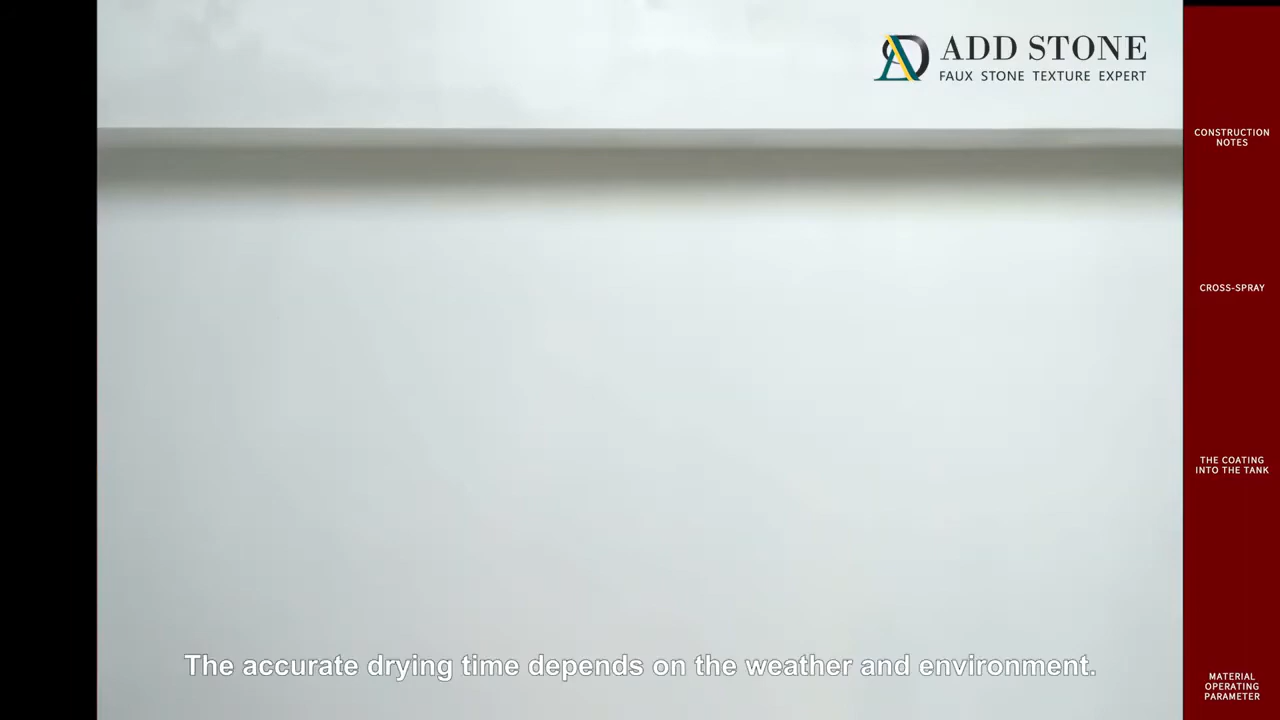 ADD STONE
FAUX STONE TEXTURE EXPERT
CONSTRUCTION
NOTES
CROSS-SPRAY
THE COATING
INTO THE TANK
The accurate drying time depends on the weather and environment.
MATERIAL
OPERATING
PARAMETER